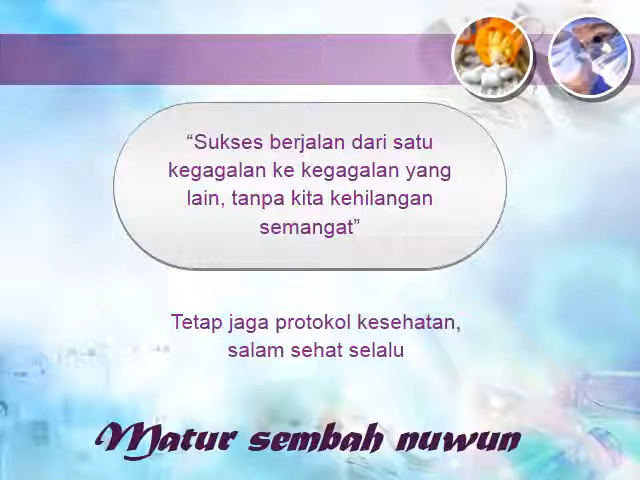 “Sukses berjalan dari satu
kegagalan ke kegagalan yang
lain, tanpa kita kehilangan
semangat”
Tetap jaga protokol kesehatan,
salam sehat selalu
Matur sembah nuwun